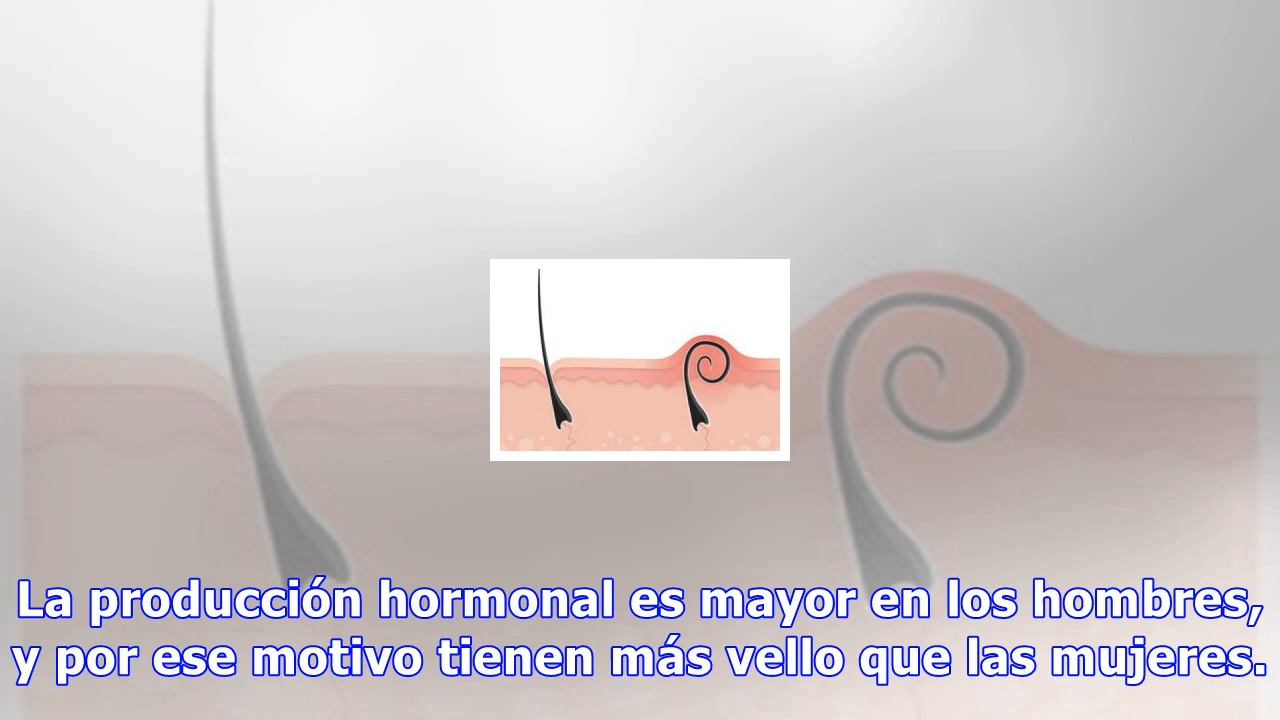 La producción hormonal es mayor en los hombres,
y por ese motivo tienen más vello que las mujeres.